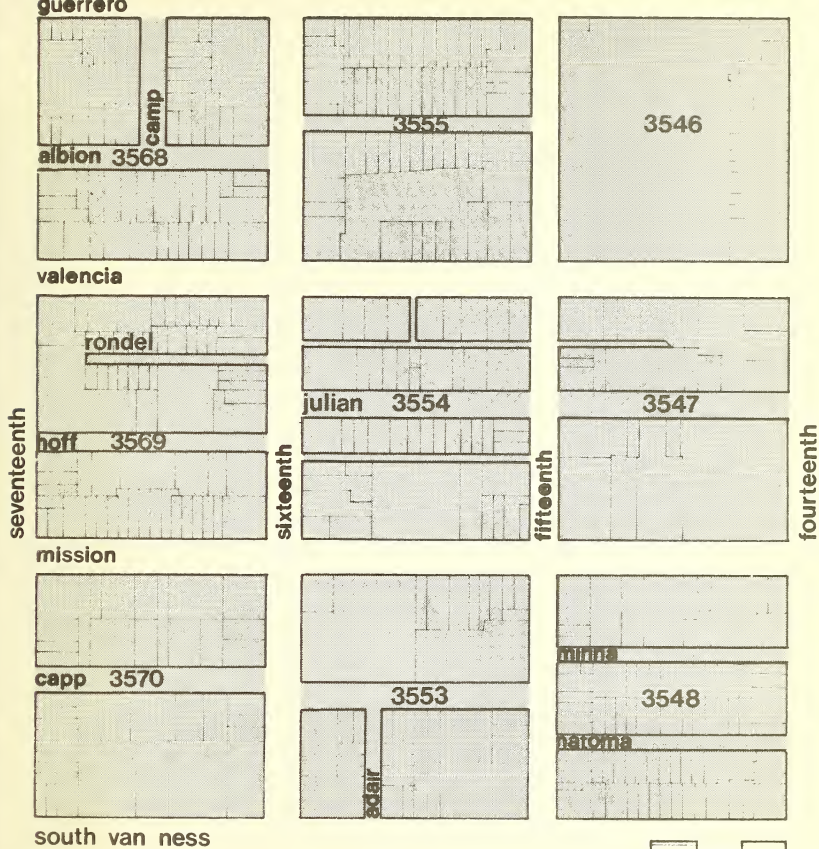 guerrero
camp
3555
3546
albion 3568
valencia
rondel
julian 3554
3547
hoff 3569
seventeenth
sixteenth
fifteenth
fourteenth
mission
minna
capp 3570
3553
3548
natoma
adair
south van ness